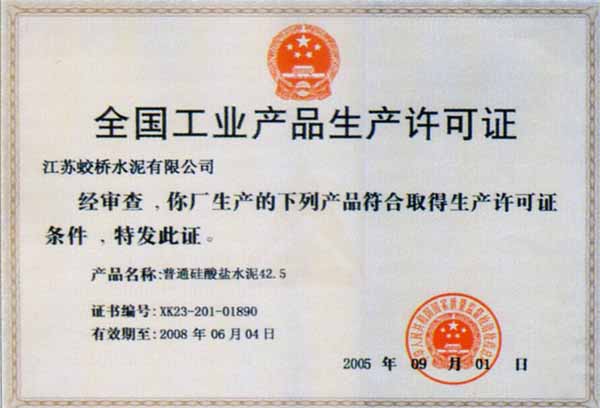 全国工业产品生产许可证
江苏蛟桥水泥有限公司
经审查，你厂生产的下列产品符合取得生产许可证
条件，特发此证。
产品名称:普通硅酸盐水泥42.5
证书编号:XK23-201-01890
有效期至:2008 年 06 月 04 日
2005 年 09 月 01 日